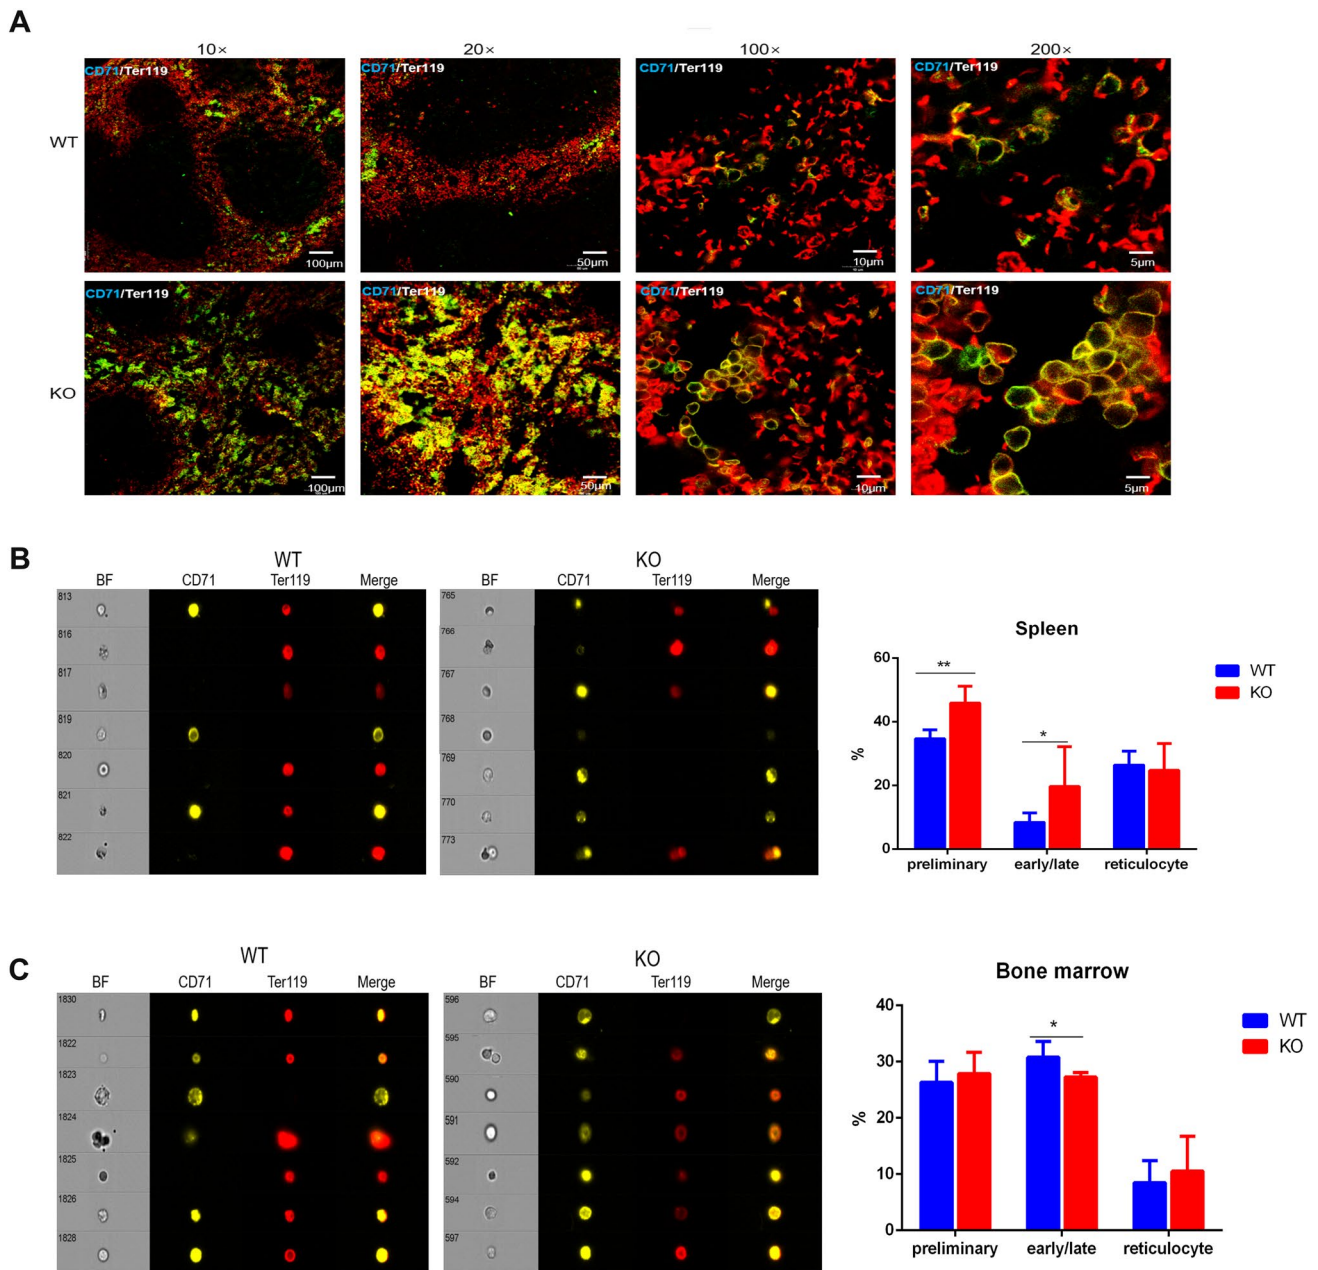 A
10×
20×
100×
200×
WT
CD71/Ter119
100μm
CD71/Ter119
50μm
CD71/Ter119
10μm
CD71/Ter119
5μm
KO
CD71/Ter119
100μm
CD71/Ter119
50μm
CD71/Ter119
10μm
CD71/Ter119
5μm
B
WT
BF CD71 Ter119 Merge
813
816
817
819
820
821
822
KO
BF CD71 Ter119 Merge
765
766
767
768
769
770
773
Spleen
60
40
20
0
%
**
*
WT
KO
preliminary early/late reticulocyte
C
WT
BF CD71 Ter119 Merge
1830
1822
1823
1824
1825
1826
1828
KO
BF CD71 Ter119 Merge
596
595
590
591
592
594
597
Bone marrow
40
30
20
10
0
%
*
WT
KO
preliminary early/late reticulocyte